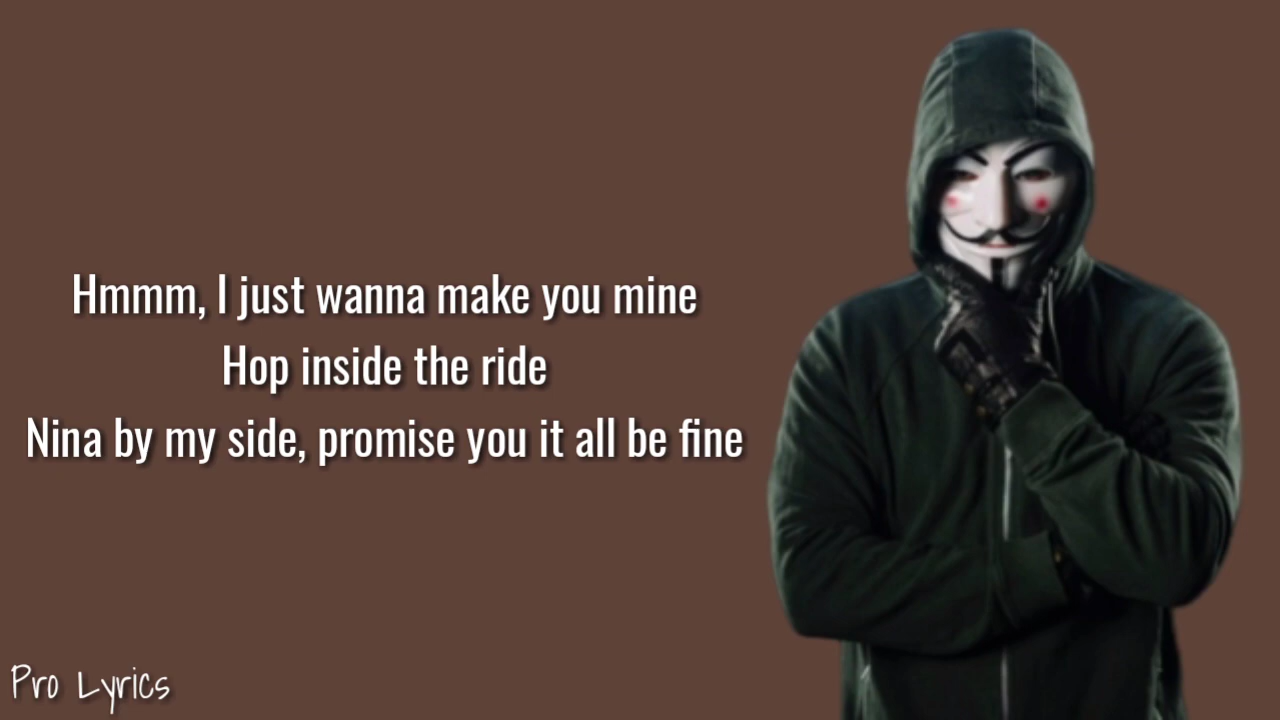 Hmmm, I just wanna make you mine
Hop inside the ride
Nina by my side, promise you it all be fine
Pro Lyrics